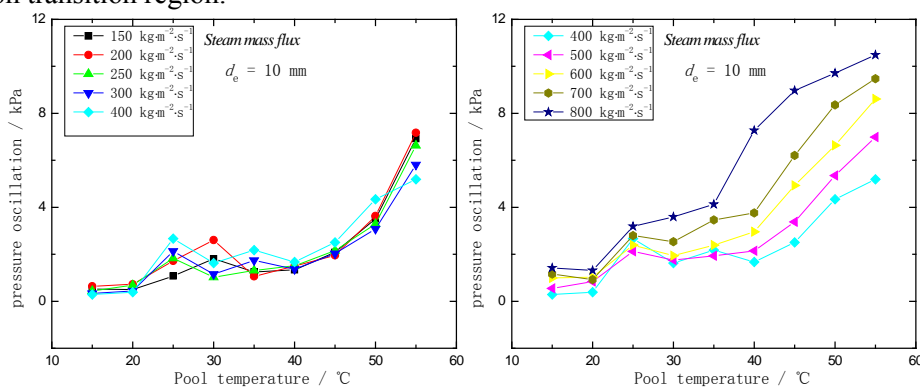 on transition region.
12
8
4
0
pressure oscillation / kPa
150 kg·m⁻²·s⁻¹
200 kg·m⁻²·s⁻¹
250 kg·m⁻²·s⁻¹
300 kg·m⁻²·s⁻¹
400 kg·m⁻²·s⁻¹
Steam mass flux
dₑ = 10 mm
10 20 30 40 50 60
Pool temperature / ℃
12
8
4
0
pressure oscillation / kPa
400 kg·m⁻²·s⁻¹
500 kg·m⁻²·s⁻¹
600 kg·m⁻²·s⁻¹
700 kg·m⁻²·s⁻¹
800 kg·m⁻²·s⁻¹
Steam mass flux
dₑ = 10 mm
10 20 30 40 50 60
Pool temperature / ℃